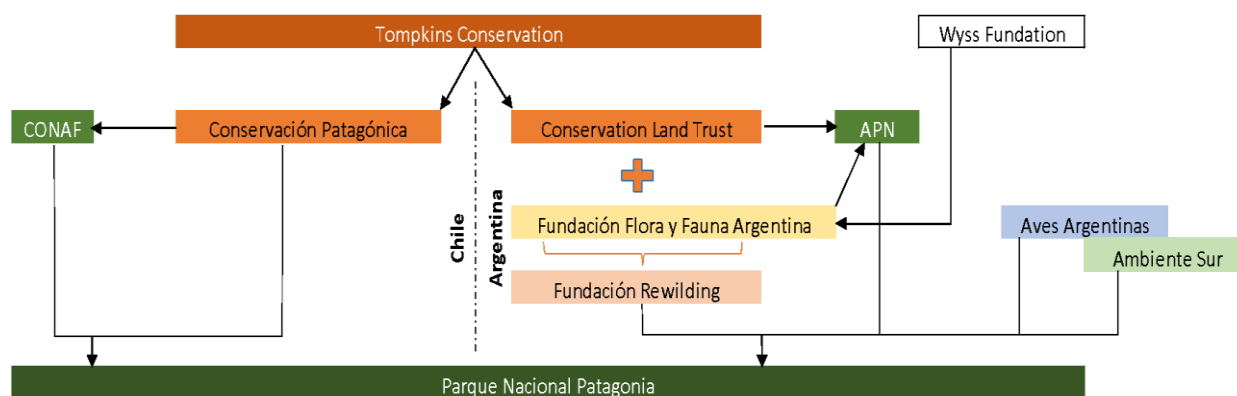 Tompkins Conservation
Wyss Fundation
CONAF
Conservación Patagónica
Conservation Land Trust
APN
Chile
Argentina
Fundación Flora y Fauna Argentina
Aves Argentinas
Ambiente Sur
Fundación Rewilding
Parque Nacional Patagonia